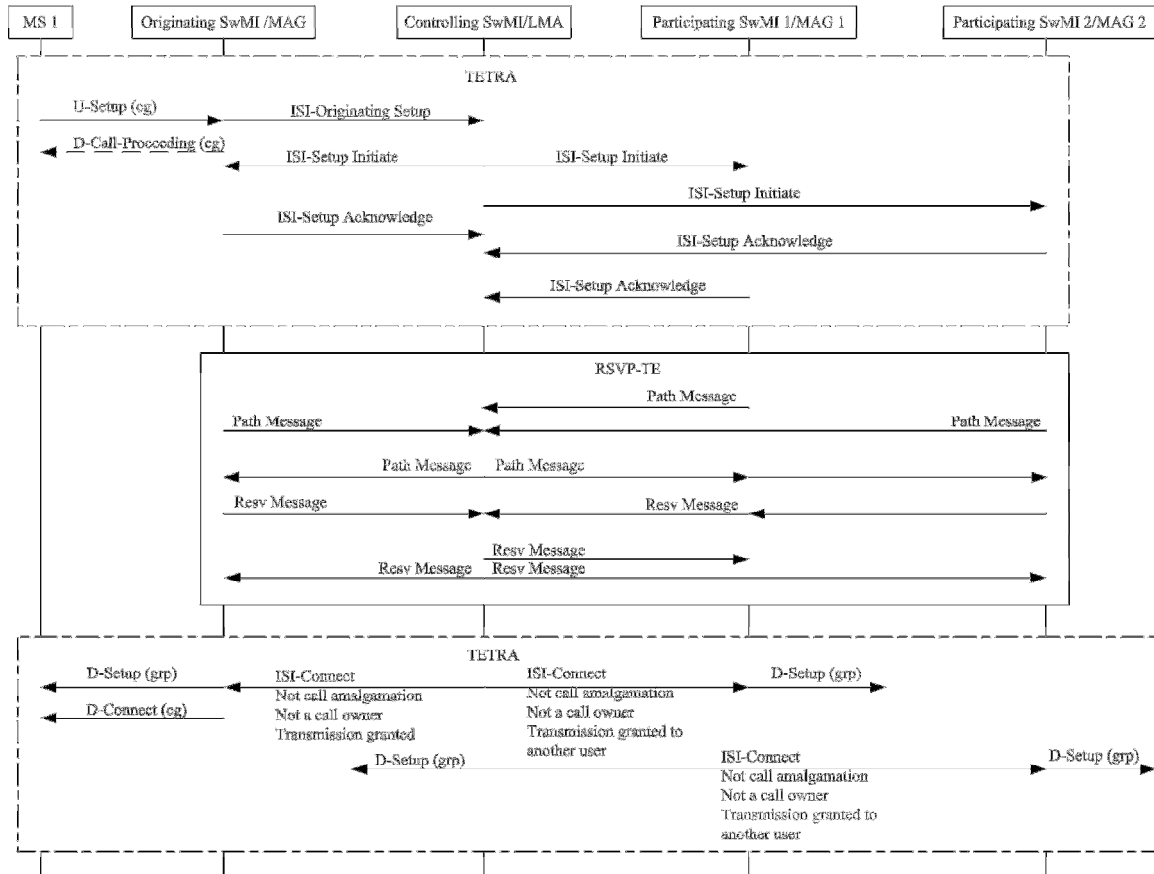 MS 1
Originating SwMI /MAG
Controlling SwMI/LMA
Participating SwMI 1/MAG 1
Participating SwMI 2/MAG 2
TETRA
U-Setup (cg)
ISI-Originating Setup
D-Call-Proceeding (cg)
ISI-Setup Initiate
ISI-Setup Initiate
ISI-Setup Initiate
ISI-Setup Acknowledge
ISI-Setup Acknowledge
ISI-Setup Acknowledge
RSVP-TE
Path Message
Path Message
Path Message
Path Message
Path Message
Resv Message
Resv Message
Resv Message
Resv Message
Resv Message
TETRA
D-Setup (grp)
ISI-Connect
Not call amalgamation
Not a call owner
Transmission granted
ISI-Connect
Not call amalgamation
Not a call owner
Transmission granted to
another user
D-Setup (grp)
D-Connect (cg)
D-Setup (grp)
ISI-Connect
Not call amalgamation
Not a call owner
Transmission granted to
another user
D-Setup (grp)